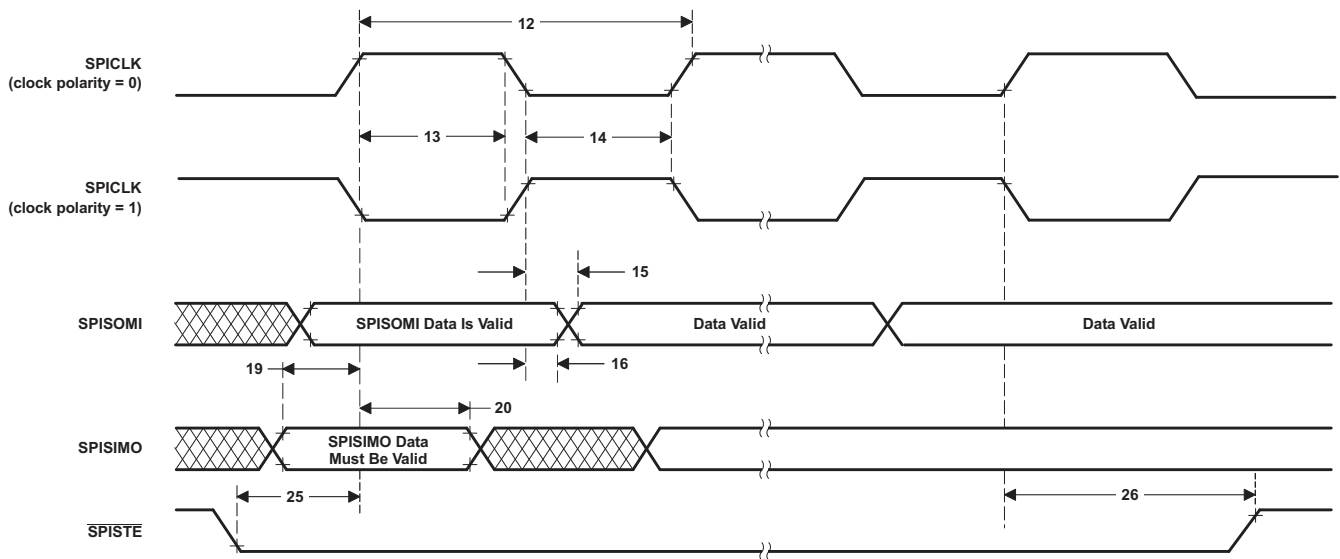 12
SPICLK
(clock polarity = 0)
13
14
SPICLK
(clock polarity = 1)
15
SPISOMI
SPISOMI Data Is Valid
Data Valid
Data Valid
19
16
20
SPISIMO
SPISIMO Data
Must Be Valid
25
26
SPISTE